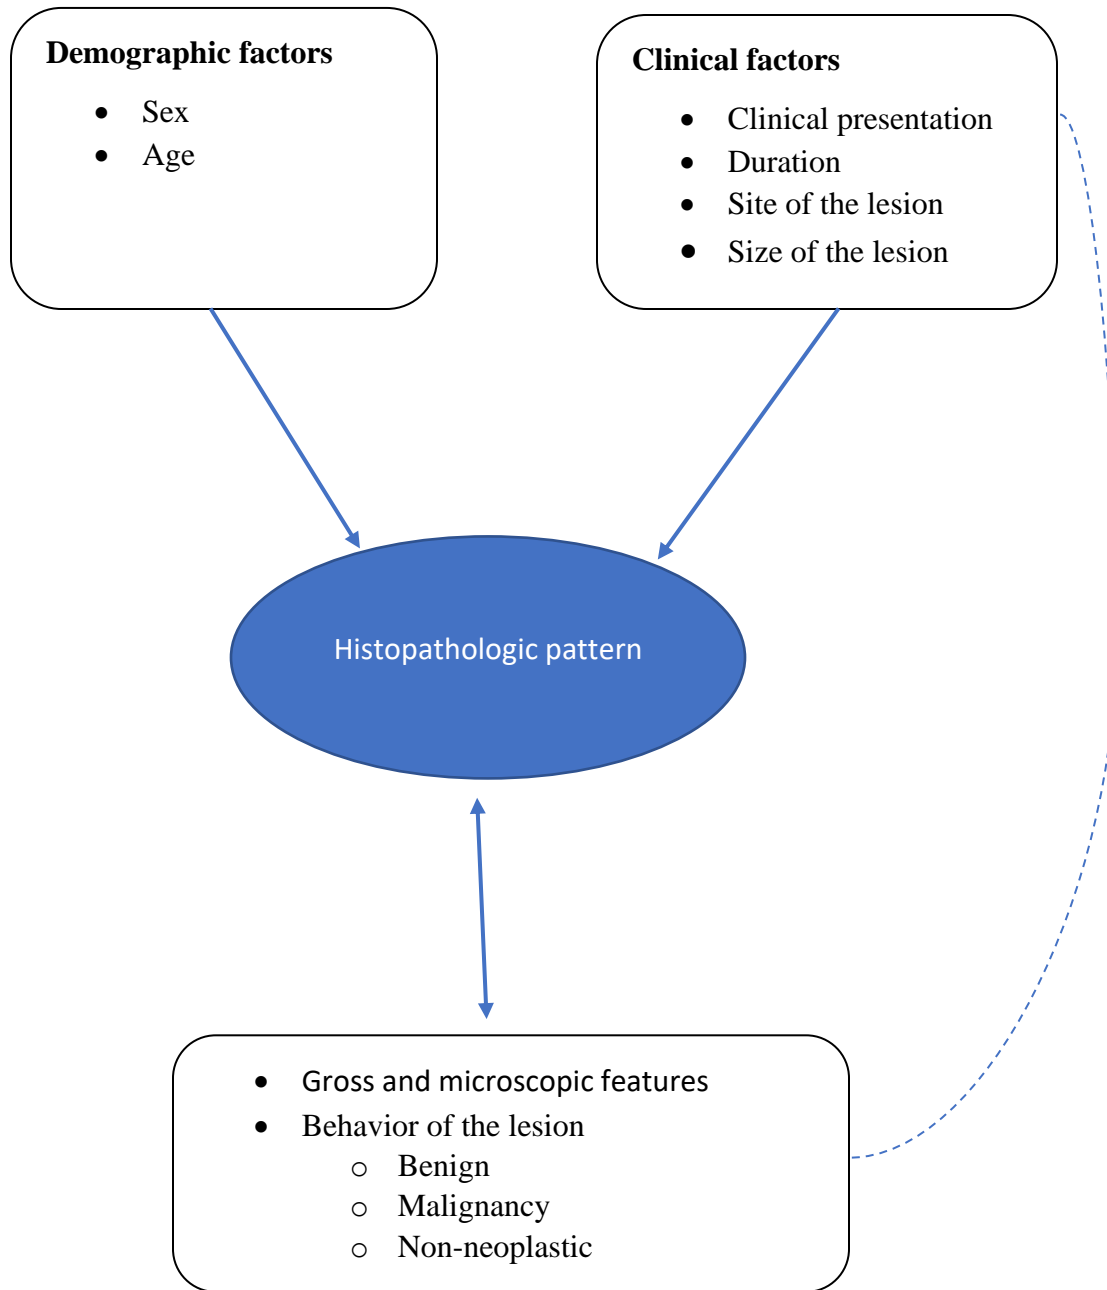 Demographic factors
• Sex
• Age
Clinical factors
• Clinical presentation
• Duration
• Site of the lesion
• Size of the lesion
Histopathologic pattern
• Gross and microscopic features
• Behavior of the lesion
o Benign
o Malignancy
o Non-neoplastic